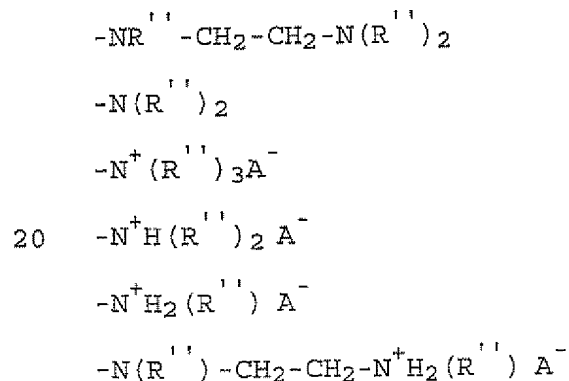 -NR''-CH₂-CH₂-N(R'')₂
-N(R'')₂
-N⁺(R'')₃A⁻
20 -N⁺H(R'')₂ A⁻
-N⁺H₂(R'') A⁻
-N(R'')-CH₂-CH₂-N⁺H₂(R'') A⁻